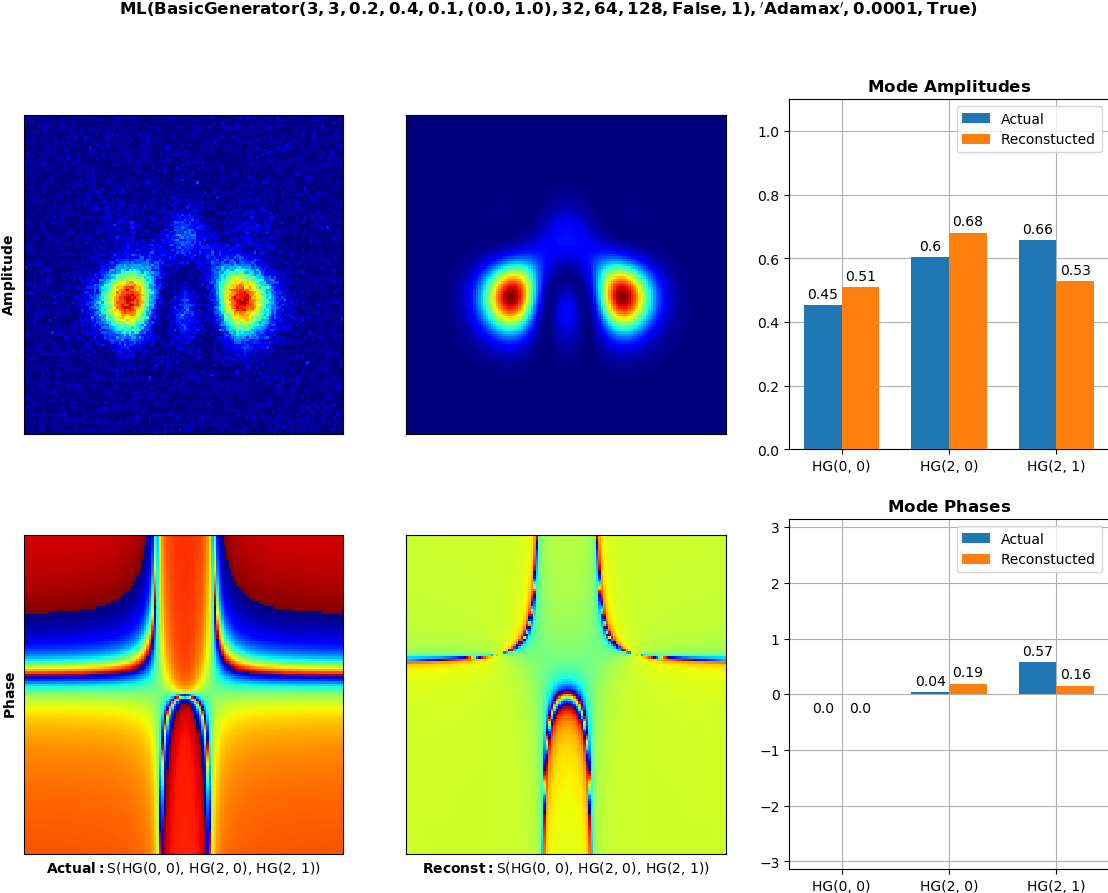 ML(BasicGenerator(3, 3, 0.2, 0.4, 0.1, (0.0, 1.0), 32, 64, 128, False, 1), ′Adamax′, 0.0001, True)
Mode Amplitudes
Amplitude
1.0
0.8
0.6
0.4
0.2
0.0
Actual
Reconstucted
0.45
0.51
0.6
0.68
0.66
0.53
HG(0, 0)
HG(2, 0)
HG(2, 1)
Mode Phases
Phase
3
2
1
0
−1
−2
−3
Actual
Reconstucted
0.0
0.0
0.04
0.19
0.57
0.16
HG(0, 0)
HG(2, 0)
HG(2, 1)
Actual: S(HG(0, 0), HG(2, 0), HG(2, 1))
Reconst: S(HG(0, 0), HG(2, 0), HG(2, 1))